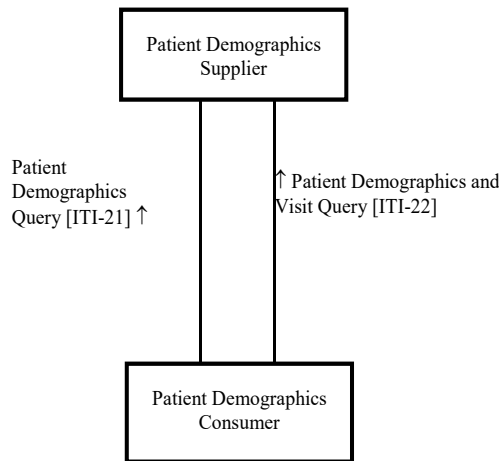 Patient Demographics
Supplier
Patient
Demographics
Query [ITI-21] ↑
↑ Patient Demographics and
Visit Query [ITI-22]
Patient Demographics
Consumer